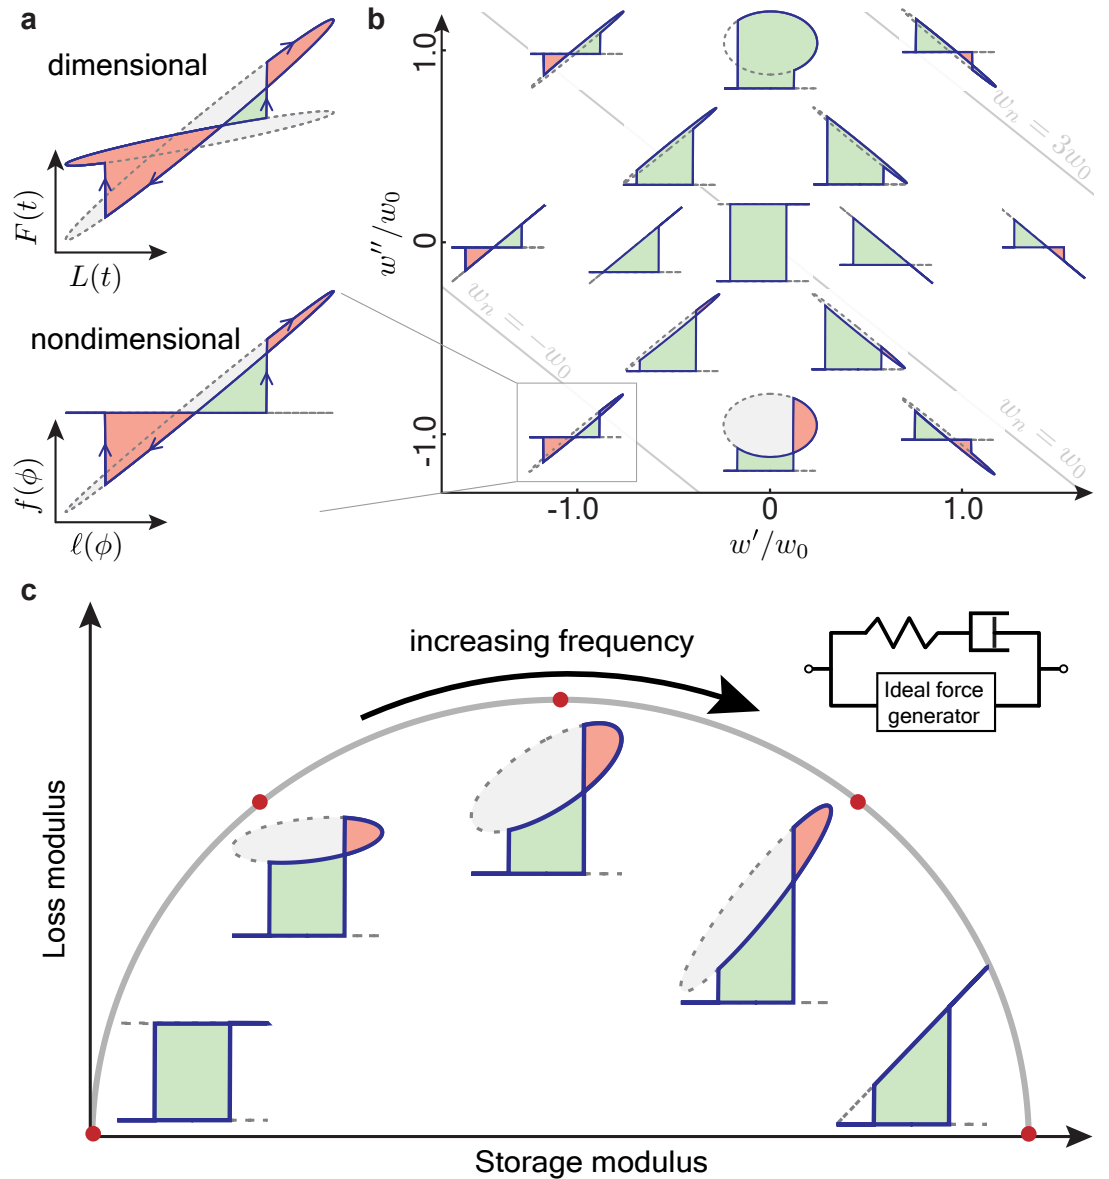 a
dimensional
F(t)
L(t)
nondimensional
f(ϕ)
ℓ(ϕ)
b
1.0
0
-1.0
w''/w₀
-1.0
0
1.0
w'/w₀
wₙ = 3w₀
wₙ = -w₀
wₙ = w₀
c
increasing frequency
Ideal force
generator
Loss modulus
Storage modulus